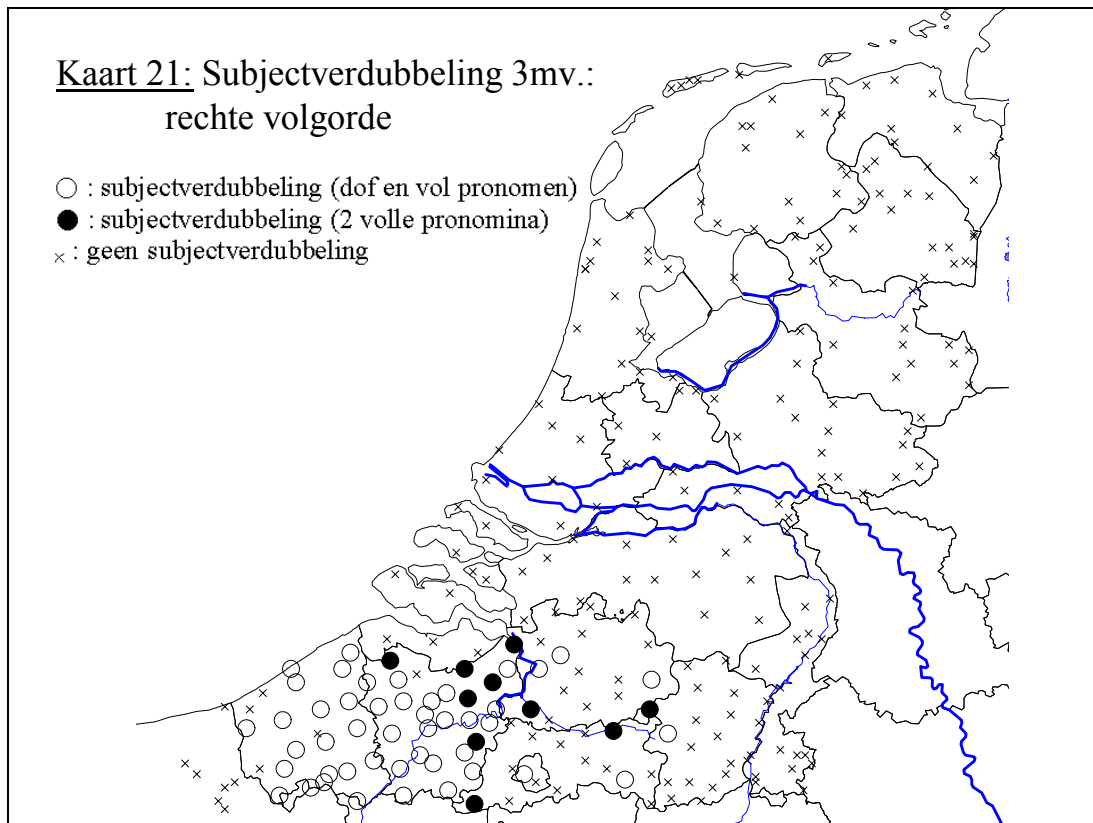 Kaart 21: Subjectverdubbeling 3mv.:
rechte volgorde
○ : subjectverdubbeling (dof en vol pronomen)
● : subjectverdubbeling (2 volle pronomina)
× : geen subjectverdubbeling